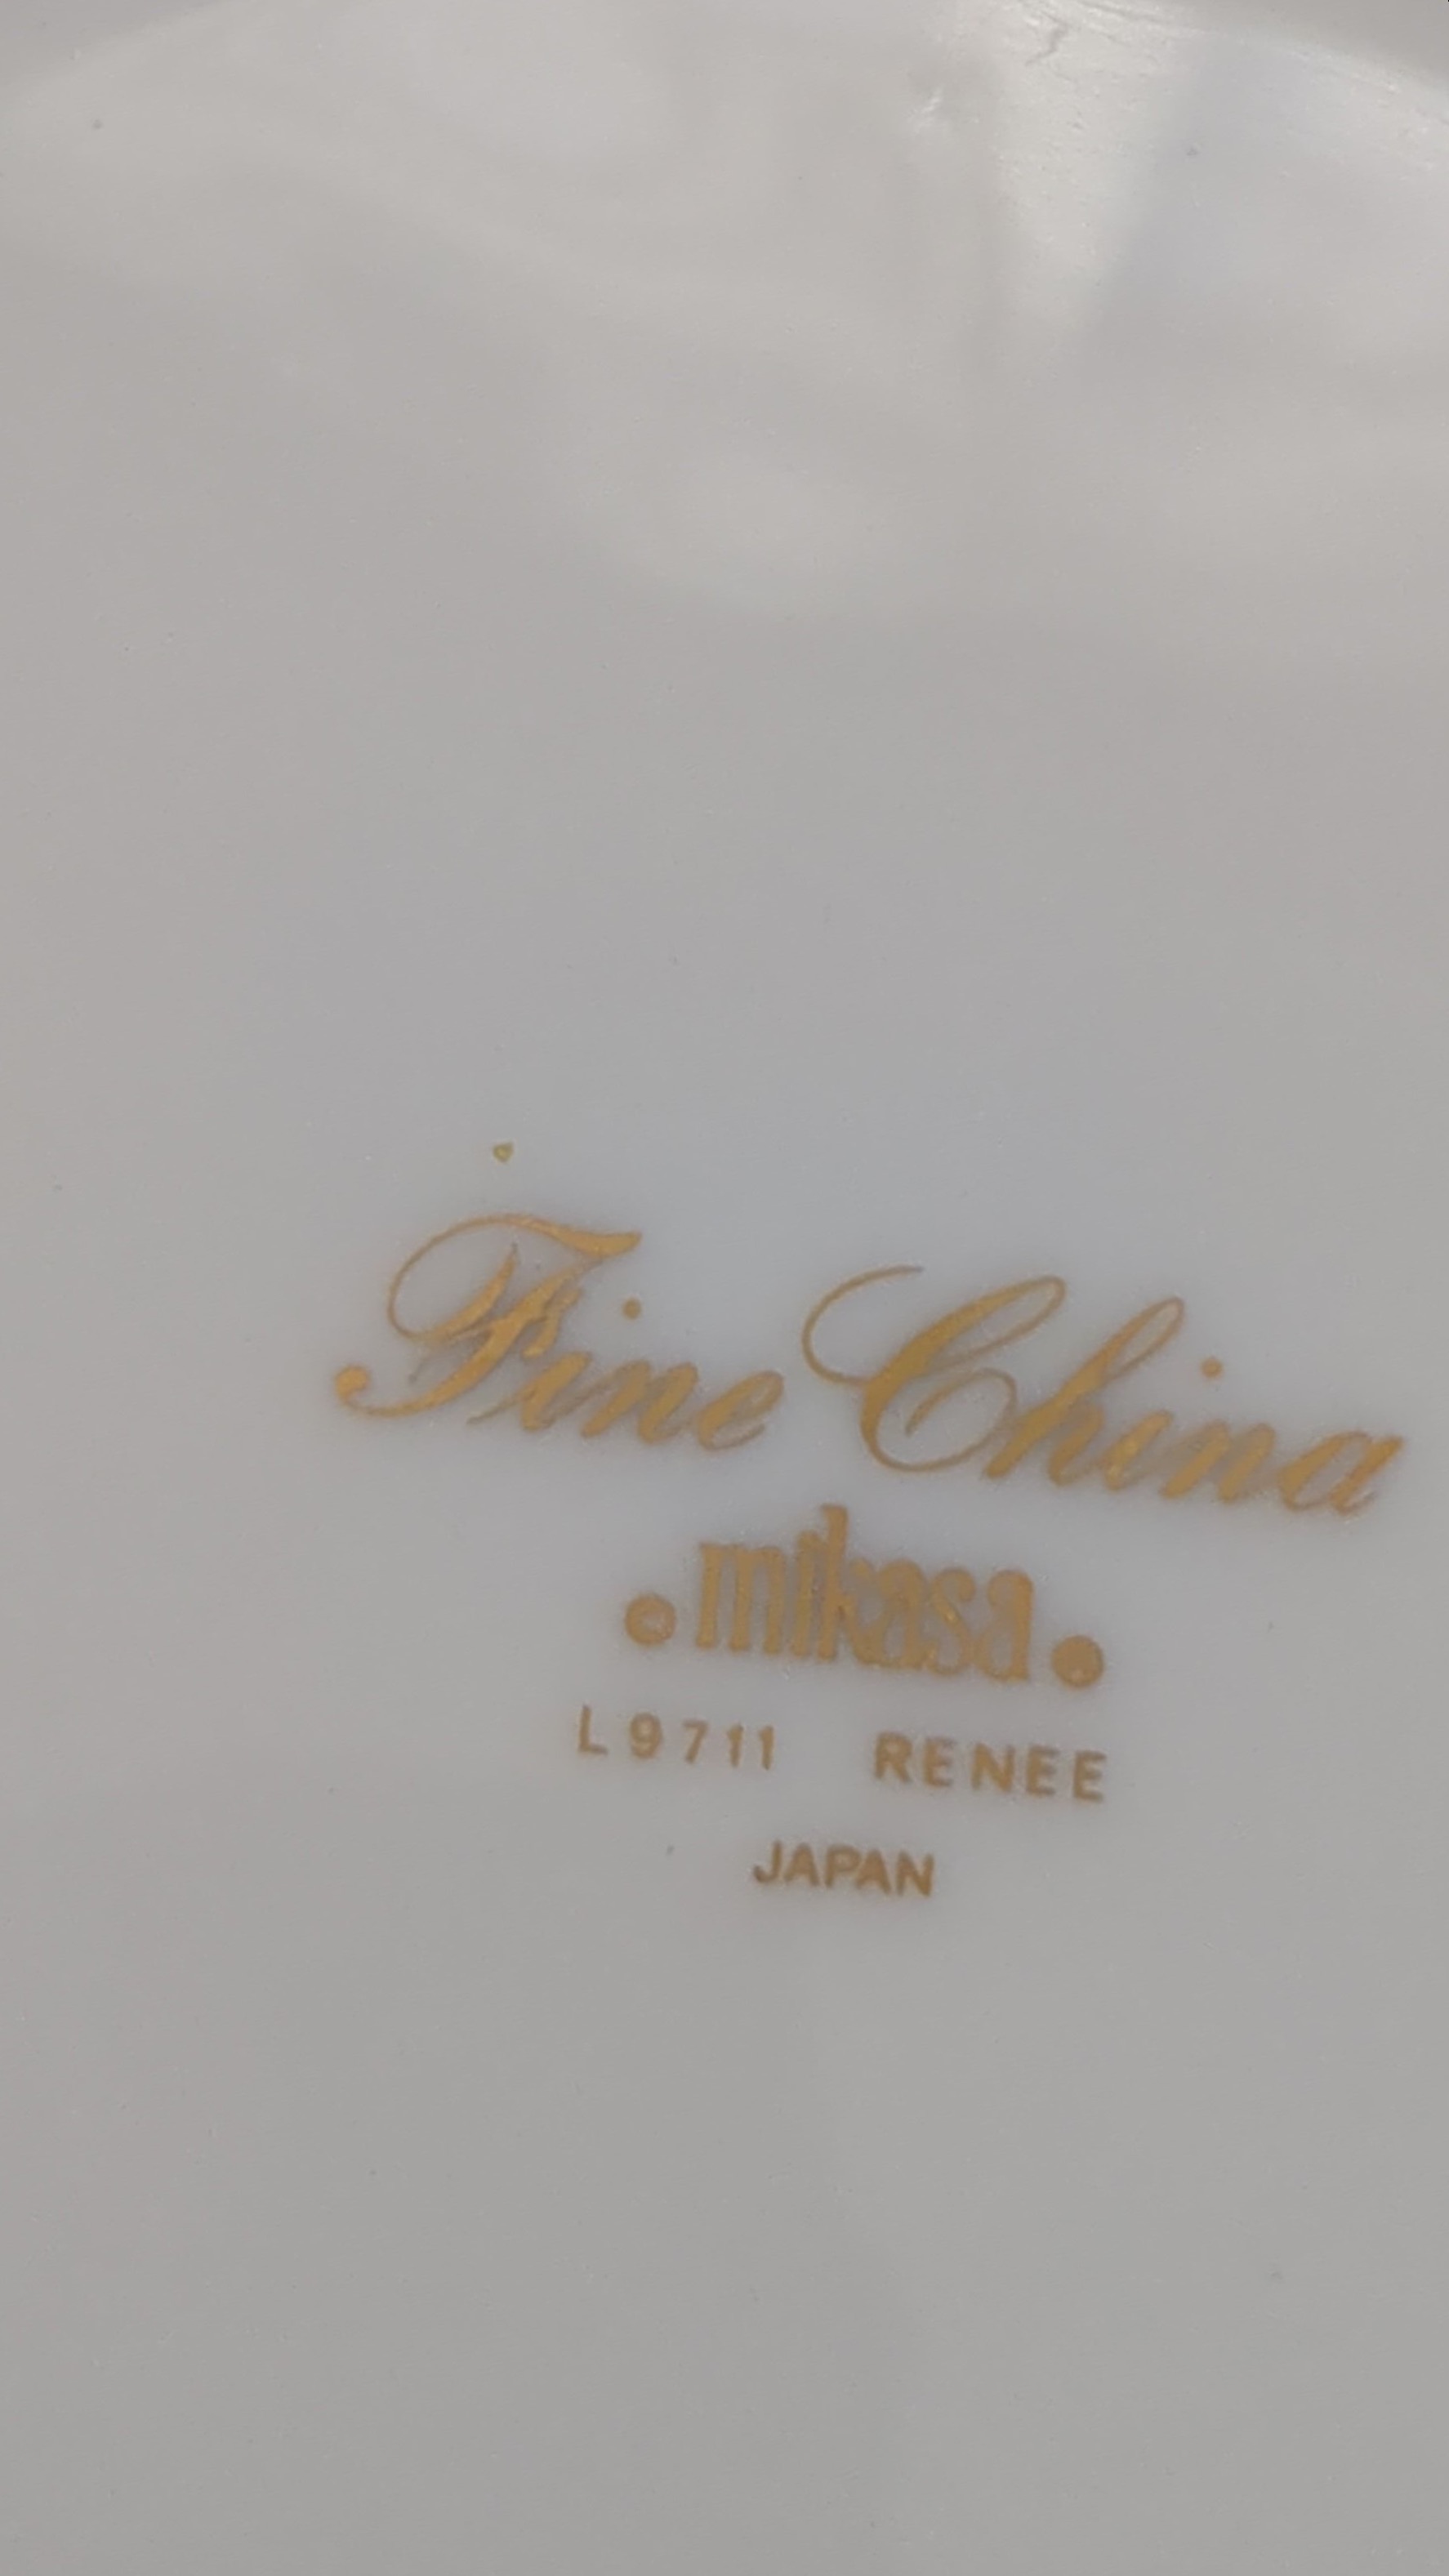 Fine China
mikasa
L9711 RENEE
JAPAN